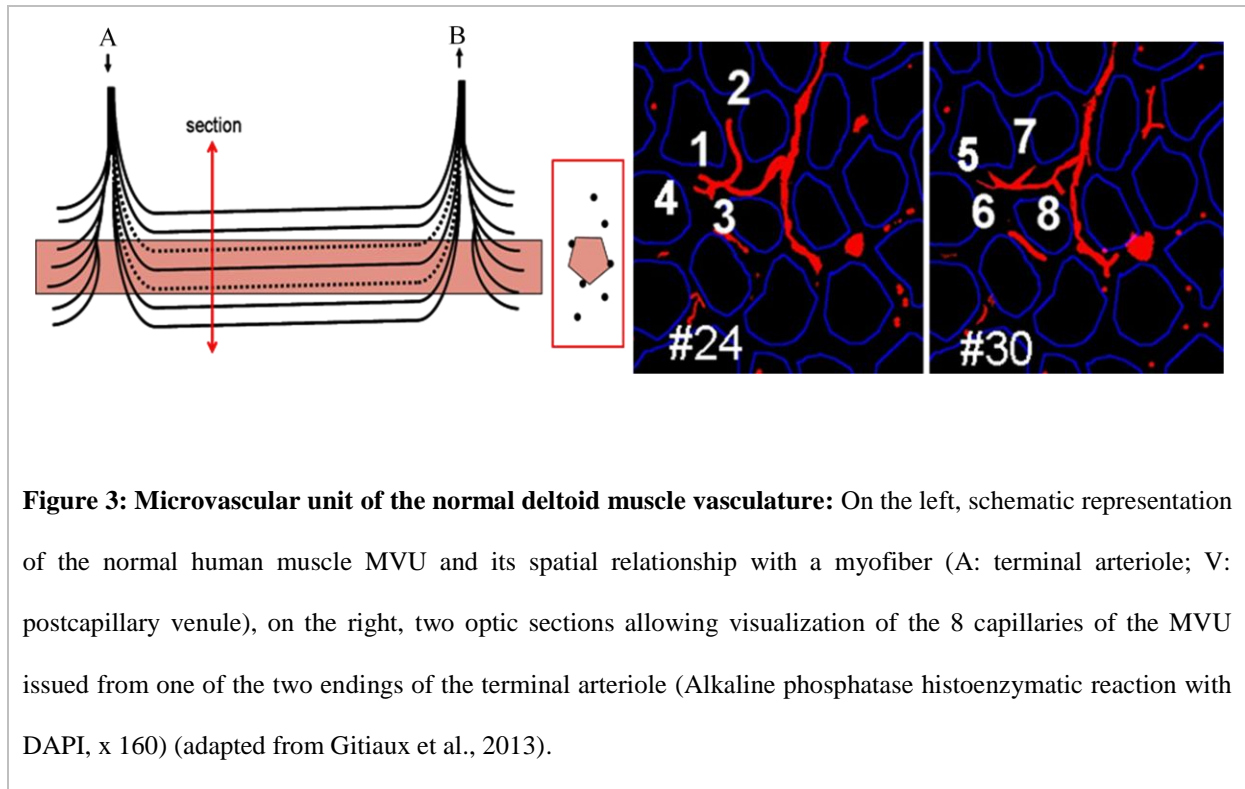 A
B
section
2
1
4
3
#24
7
5
6
8
#30
Figure 3: Microvascular unit of the normal deltoid muscle vasculature: On the left, schematic representation
of the normal human muscle MVU and its spatial relationship with a myofiber (A: terminal arteriole; V:
postcapillary venule), on the right, two optic sections allowing visualization of the 8 capillaries of the MVU
issued from one of the two endings of the terminal arteriole (Alkaline phosphatase histoenzymatic reaction with
DAPI, x 160) (adapted from Gitiaux et al., 2013).